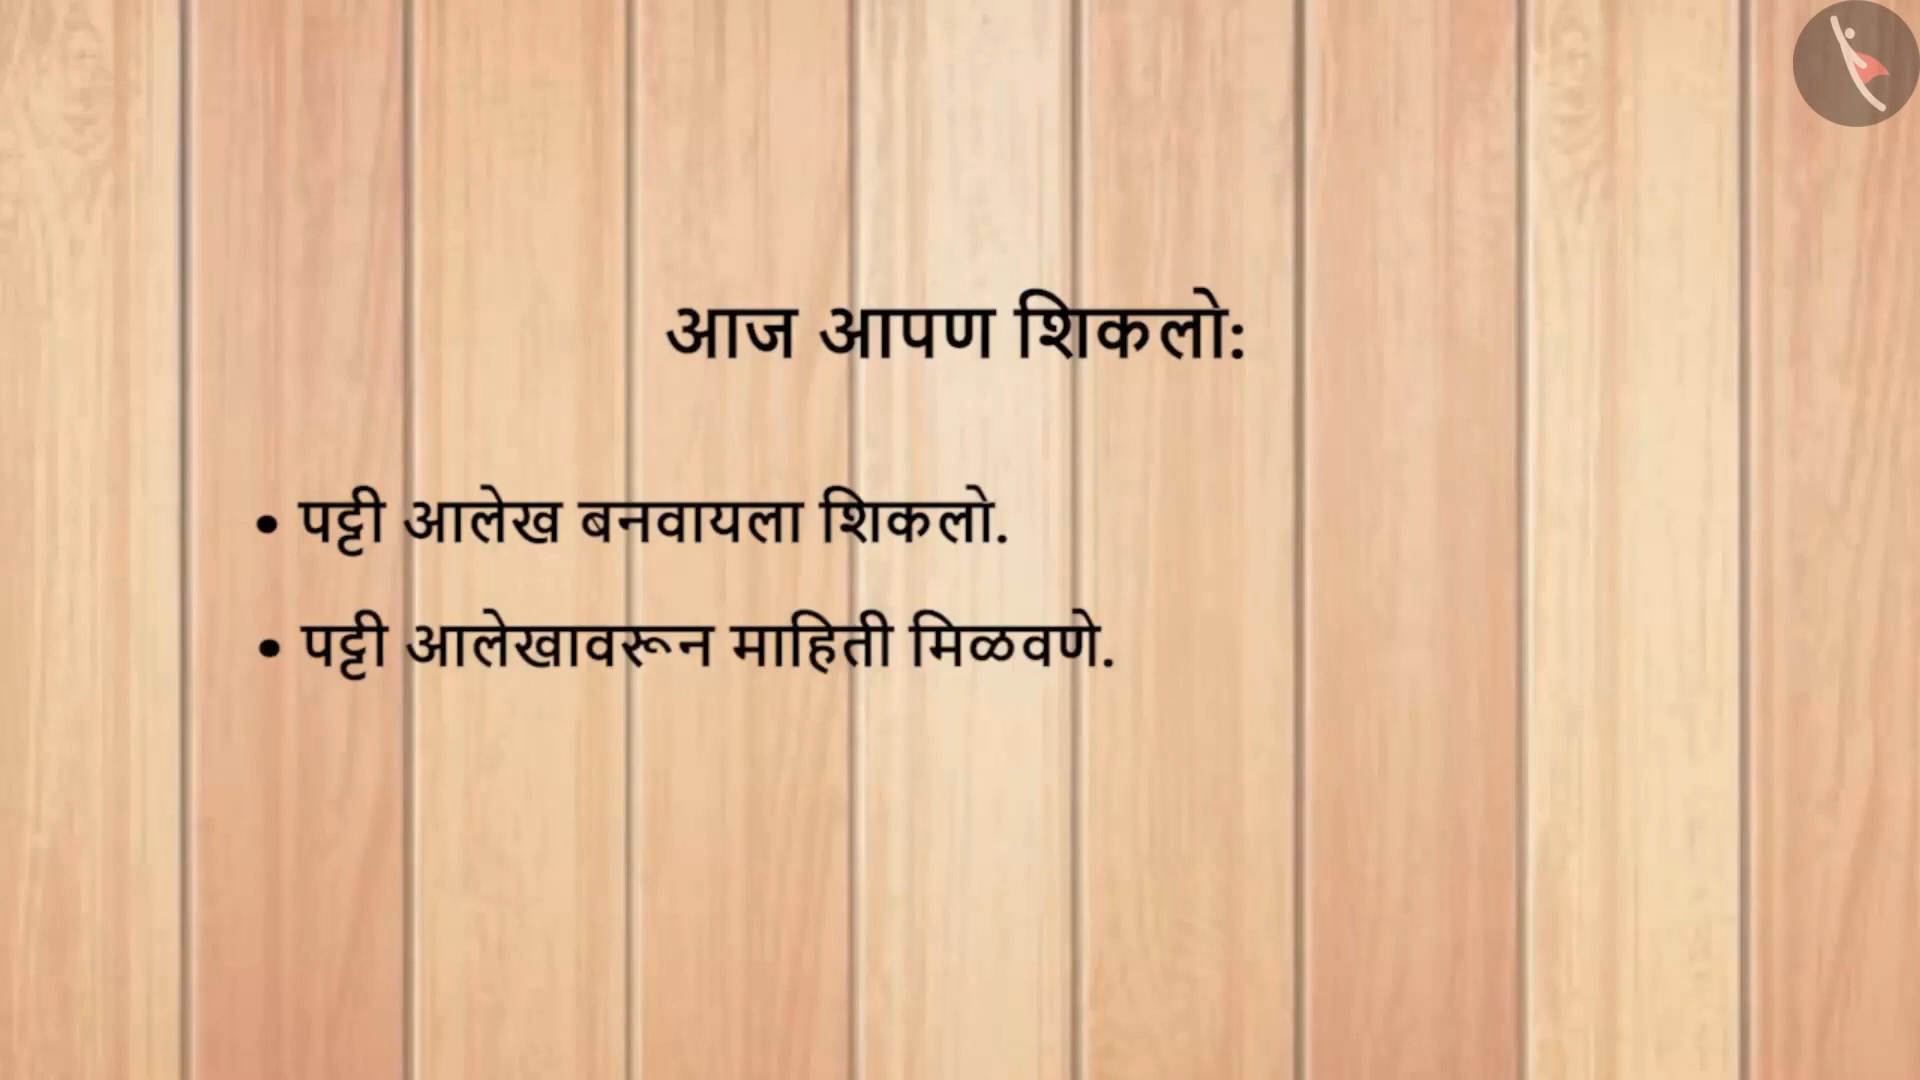 आज आपण शिकलो:
• पट्टी आलेख बनवायला शिकलो.
• पट्टी आलेखावरून माहिती मिळवणे.